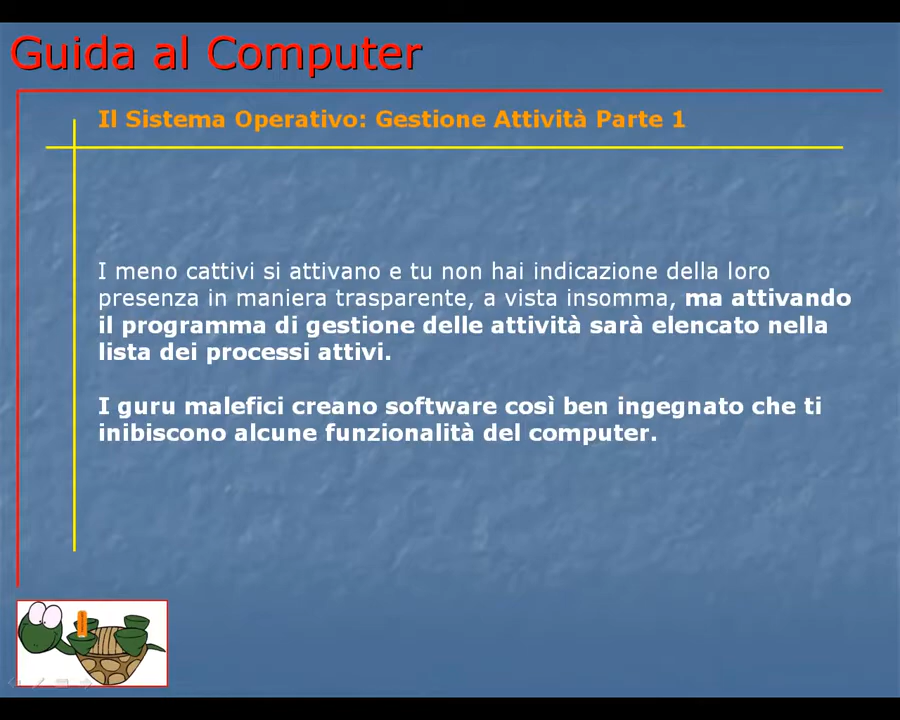 Guida al Computer
Il Sistema Operativo: Gestione Attività Parte 1
I meno cattivi si attivano e tu non hai indicazione della loro
presenza in maniera trasparente, a vista insomma, ma attivando
il programma di gestione delle attività sarà elencato nella
lista dei processi attivi.
I guru malefici creano software così ben ingegnato che ti
inibiscono alcune funzionalità del computer.